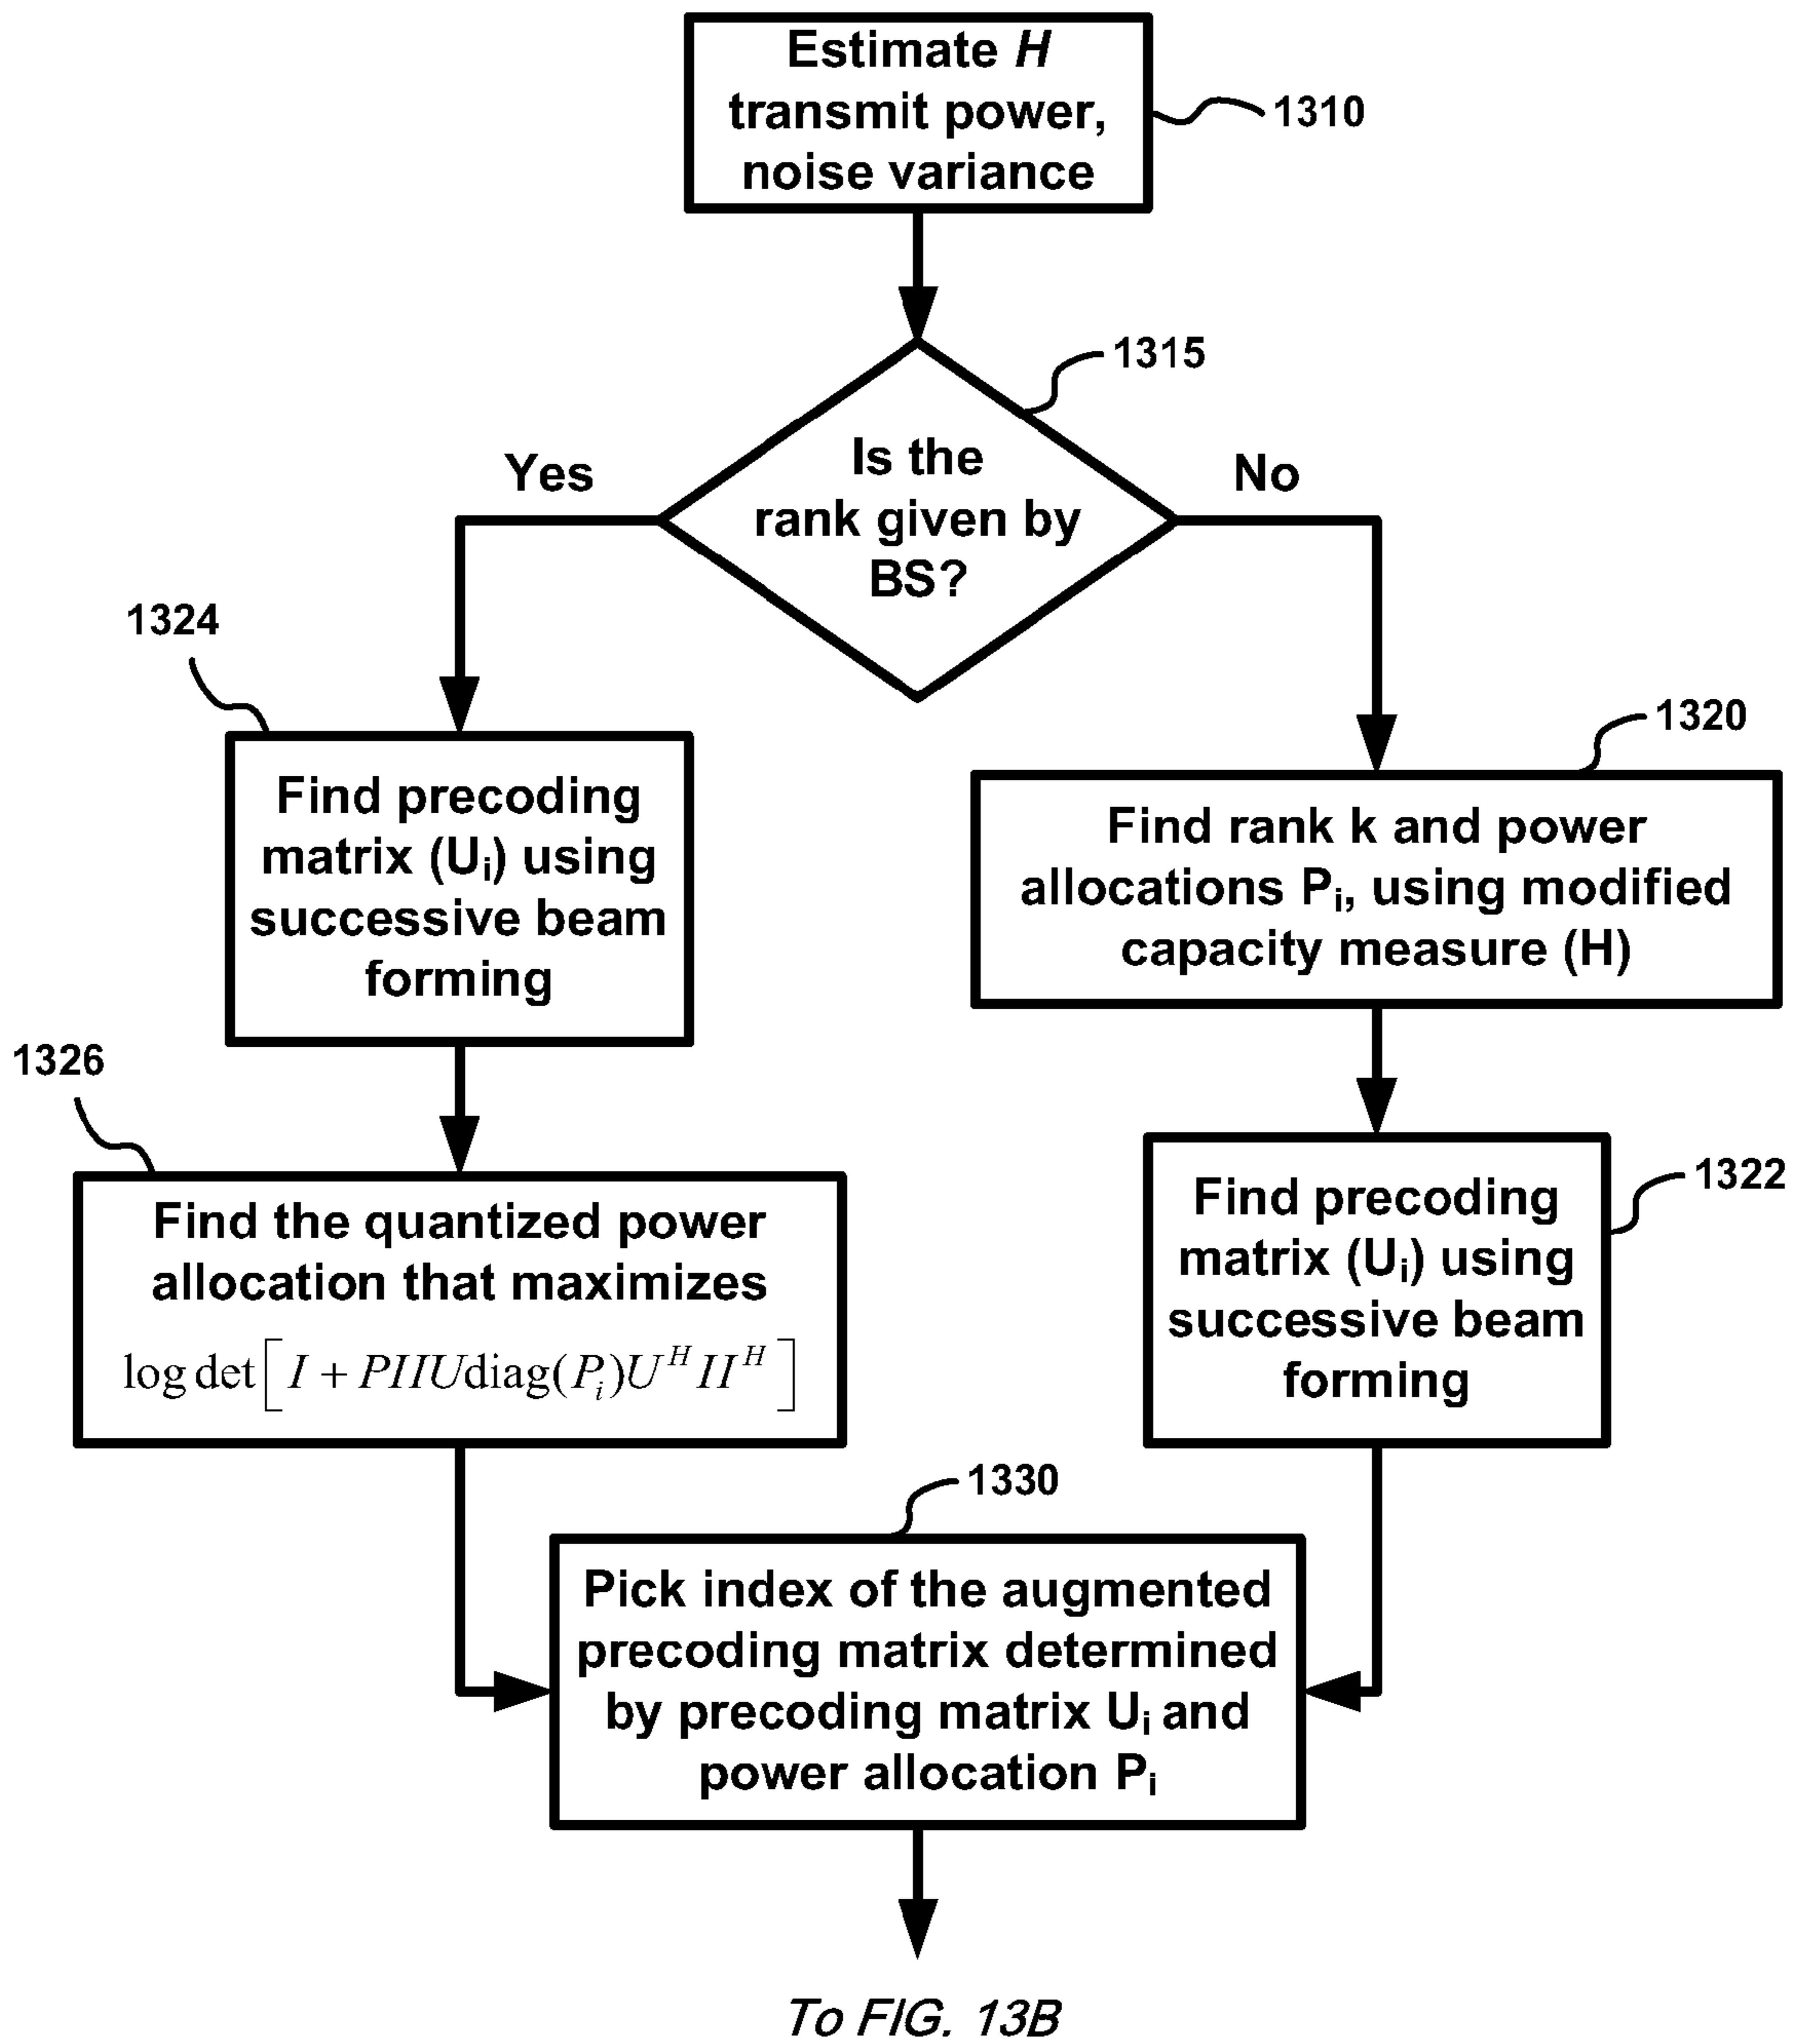 Estimate H
transmit power,
noise variance
1310
1315
Is the
rank given by
BS?
Yes
No
1324
Find precoding
matrix (Ui) using
successive beam
forming
1320
Find rank k and power
allocations Pi, using modified
capacity measure (H)
1326
Find the quantized power
allocation that maximizes
log det[I + PIIUdiag(Pi)U^H II^H]
1322
Find precoding
matrix (Ui) using
successive beam
forming
1330
Pick index of the augmented
precoding matrix determined
by precoding matrix Ui and
power allocation Pi
To FIG. 13B